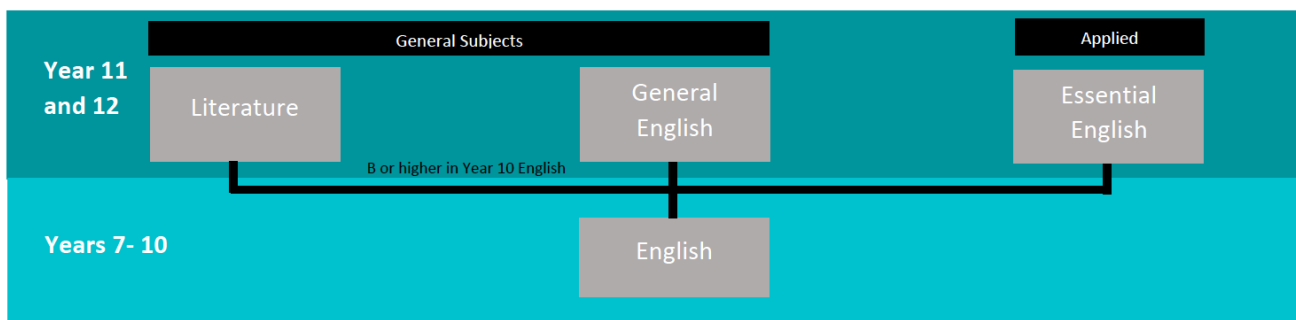 General Subjects
Applied
Year 11
and 12
Literature
General
English
Essential
English
B or higher in Year 10 English
Years 7- 10
English